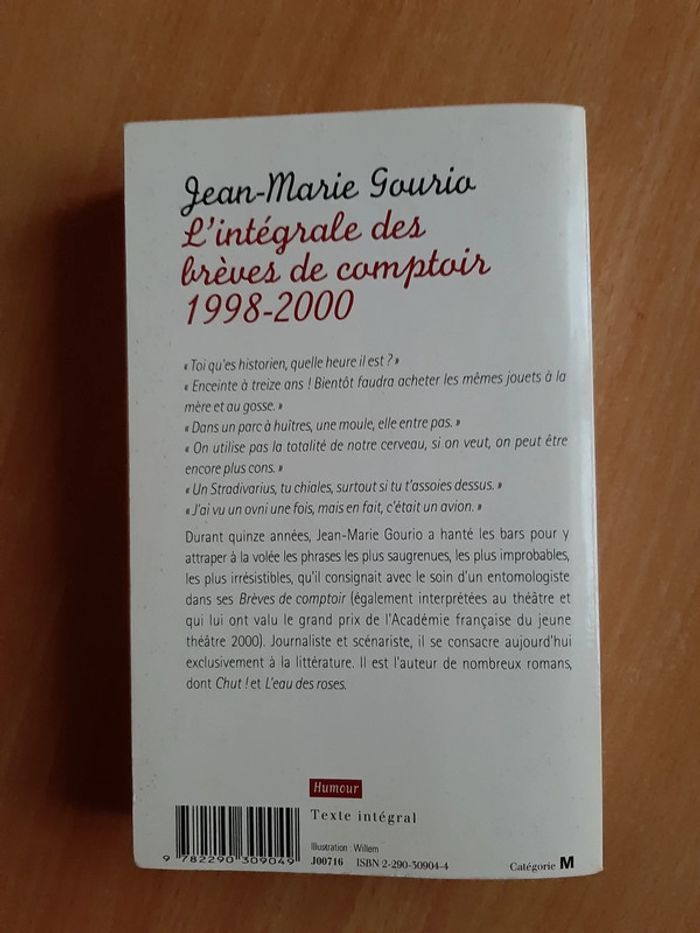 Jean-Marie Gourio
L'intégrale des
brèves de comptoir
1998-2000
« Toi qu'es historien, quelle heure il est ? »
« Enceinte à treize ans ! Bientôt faudra acheter les mêmes jouets à la
mère et au gosse. »
« Dans un parc à huîtres, une moule, elle entre pas. »
« On utilise pas la totalité de notre cerveau, si on veut, on peut être
encore plus cons. »
« Un Stradivarius, tu chiales, surtout si tu t'assoies dessus. »
« J'ai vu un ovni une fois, mais en fait, c'était un avion. »
Durant quinze années, Jean-Marie Gourio a hanté les bars pour y
attraper à la volée les phrases les plus saugrenues, les plus improbables,
les plus irrésistibles, qu'il consignait avec le soin d'un entomologiste
dans ses Brèves de comptoir (également interprétées au théâtre et
qui lui ont valu le grand prix de l'Académie française du jeune
théâtre 2000). Journaliste et scénariste, il se consacre aujourd'hui
exclusivement à la littérature. Il est l'auteur de nombreux romans,
dont Chut ! et L'eau des roses.
Humour
Texte intégral
Illustration : Willem
J00716 ISBN 2-290-30904-4
Catégorie M
9 782290 309049